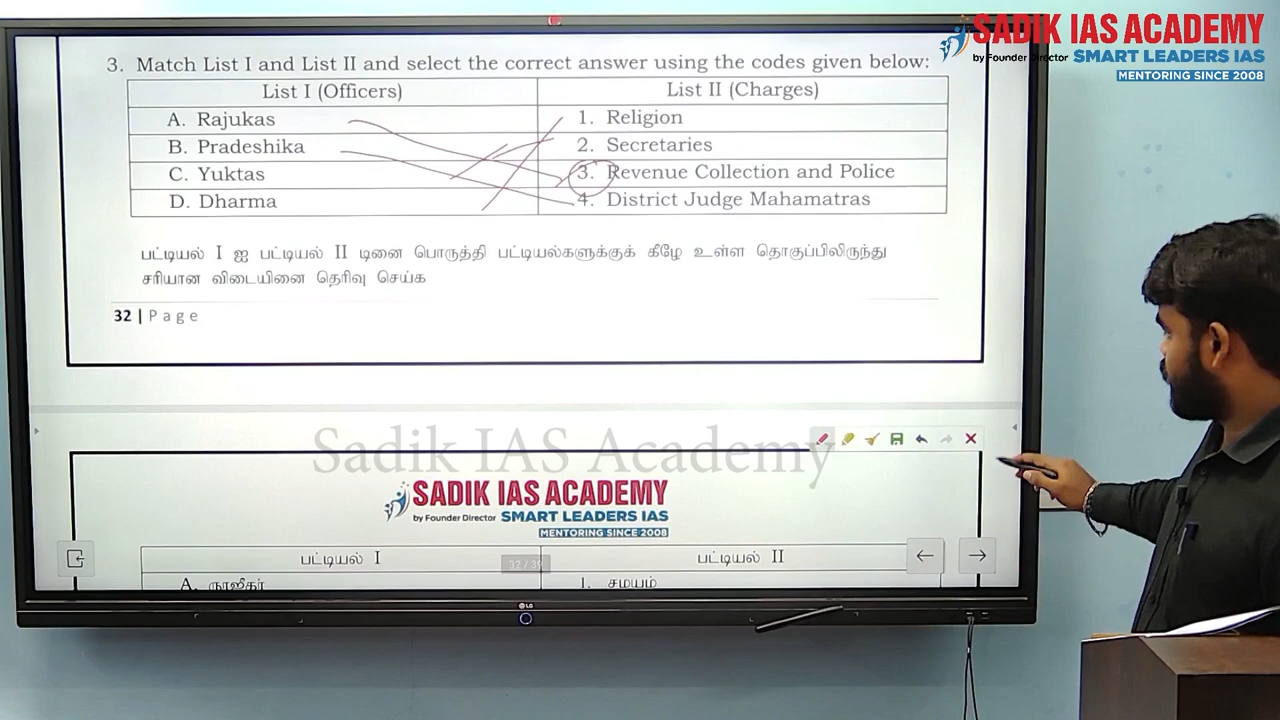 SADIK IAS ACADEMY
by Founder Director SMART LEADERS IAS
MENTORING SINCE 2008
3. Match List I and List II and select the correct answer using the codes given below:
List I (Officers) List II (Charges)
A. Rajukas 1. Religion
B. Pradeshika 2. Secretaries
C. Yuktas 3. Revenue Collection and Police
D. Dharma 4. District Judge Mahamatras
பட்டியல் I ஐ பட்டியல் II டினை பொருத்தி பட்டியல்களுக்குக் கீழே உள்ள தொகுப்பிலிருந்து
சரியான விடையினை தெரிவு செய்க
32 | Page
Sadik IAS Academy
SADIK IAS ACADEMY
by Founder Director SMART LEADERS IAS
MENTORING SINCE 2008
பட்டியல் I பட்டியல் II
A. ராஜீகர் 1. சமயம்
LG